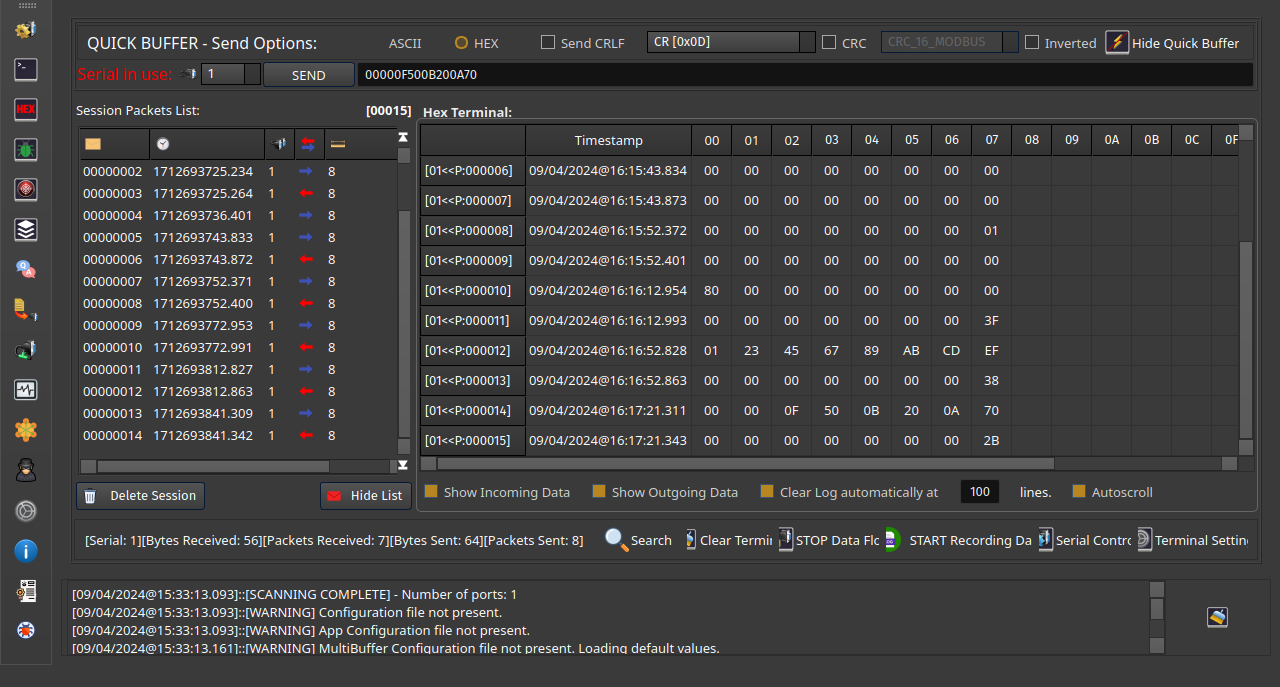 QUICK BUFFER - Send Options: ASCII HEX Send CRLF CR [0x0D] CRC CRC_16_MODBUS Inverted Hide Quick Buffer
Serial in use: 1 SEND 00000F500B200A70
Session Packets List: [00015]
00000002 1712693725.234 1 8
00000003 1712693725.264 1 8
00000004 1712693736.401 1 8
00000005 1712693743.833 1 8
00000006 1712693743.872 1 8
00000007 1712693752.371 1 8
00000008 1712693752.400 1 8
00000009 1712693772.953 1 8
00000010 1712693772.991 1 8
00000011 1712693812.827 1 8
00000012 1712693812.863 1 8
00000013 1712693841.309 1 8
00000014 1712693841.342 1 8
Delete Session Hide List
Hex Terminal:
Timestamp 00 01 02 03 04 05 06 07 08 09 0A 0B 0C 0F
[01<<P:000006] 09/04/2024@16:15:43.834 00 00 00 00 00 00 00 00
[01<<P:000007] 09/04/2024@16:15:43.873 00 00 00 00 00 00 00 00
[01<<P:000008] 09/04/2024@16:15:52.372 00 00 00 00 00 00 00 01
[01<<P:000009] 09/04/2024@16:15:52.401 00 00 00 00 00 00 00 00
[01<<P:000010] 09/04/2024@16:16:12.954 80 00 00 00 00 00 00 00
[01<<P:000011] 09/04/2024@16:16:12.993 00 00 00 00 00 00 00 3F
[01<<P:000012] 09/04/2024@16:16:52.828 01 23 45 67 89 AB CD EF
[01<<P:000013] 09/04/2024@16:16:52.863 00 00 00 00 00 00 00 38
[01<<P:000014] 09/04/2024@16:17:21.311 00 00 0F 50 0B 20 0A 70
[01<<P:000015] 09/04/2024@16:17:21.343 00 00 00 00 00 00 00 2B
Show Incoming Data Show Outgoing Data Clear Log automatically at 100 lines. Autoscroll
[Serial: 1][Bytes Received: 56][Packets Received: 7][Bytes Sent: 64][Packets Sent: 8] Search Clear Termin STOP Data Flo START Recording Da Serial Contro Terminal Settin
[09/04/2024@15:33:13.093]::[SCANNING COMPLETE] - Number of ports: 1
[09/04/2024@15:33:13.093]::[WARNING] Configuration file not present.
[09/04/2024@15:33:13.093]::[WARNING] App Configuration file not present.
[09/04/2024@15:33:13.161]::[WARNING] MultiBuffer Configuration file not present. Loading default values.
HEX